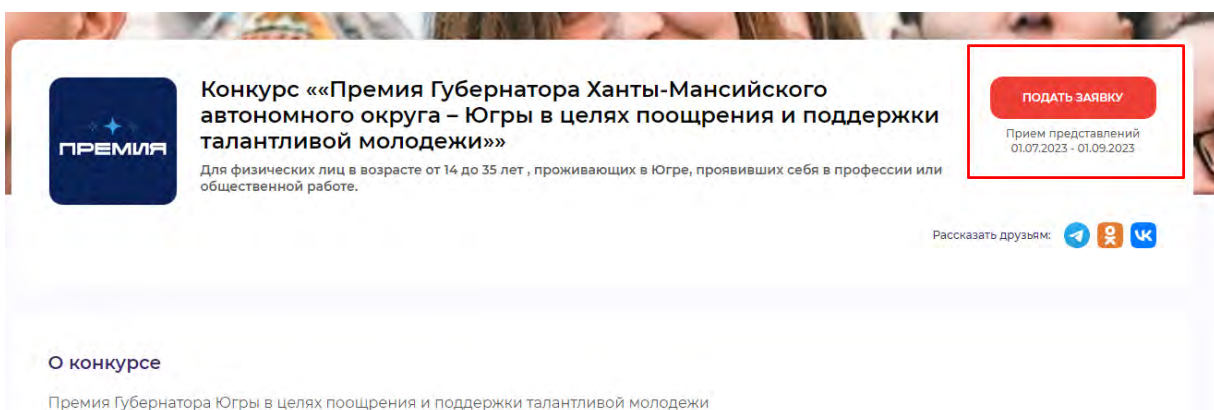 ПРЕМИЯ
Конкурс ««Премия Губернатора Ханты-Мансийского
автономного округа – Югры в целях поощрения и поддержки
талантливой молодежи»»
Для физических лиц в возрасте от 14 до 35 лет , проживающих в Югре, проявивших себя в профессии или
общественной работе.
ПОДАТЬ ЗАЯВКУ
Прием представлений
01.07.2023 - 01.09.2023
Рассказать друзьям:
О конкурсе
Премия Губернатора Югры в целях поощрения и поддержки талантливой молодежи